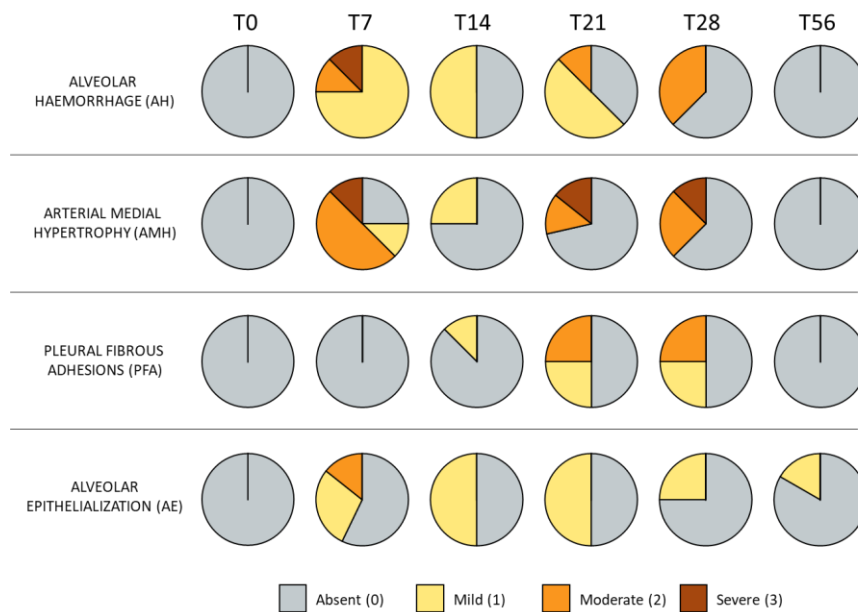 T0 T7 T14 T21 T28 T56
ALVEOLAR
HAEMORRHAGE (AH)
ARTERIAL MEDIAL
HYPERTROPHY (AMH)
PLEURAL FIBROUS
ADHESIONS (PFA)
ALVEOLAR
EPITHELIALIZATION (AE)
Absent (0) Mild (1) Moderate (2) Severe (3)